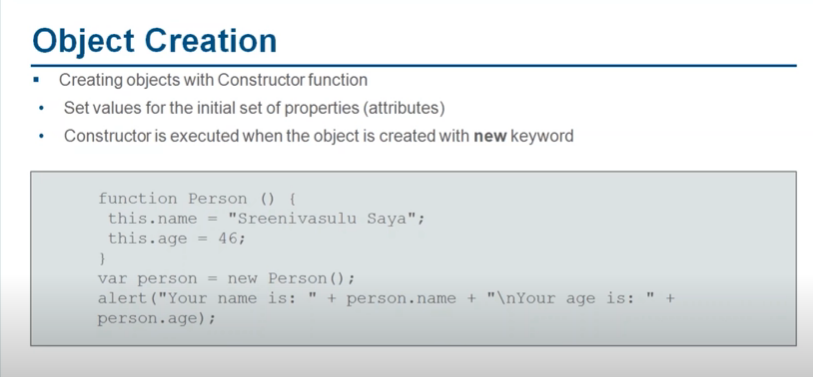 Object Creation
▪ Creating objects with Constructor function
• Set values for the initial set of properties (attributes)
• Constructor is executed when the object is created with new keyword
function Person () {
this.name = "Sreenivasulu Saya";
this.age = 46;
}
var person = new Person();
alert("Your name is: " + person.name + "\nYour age is: " +
person.age);